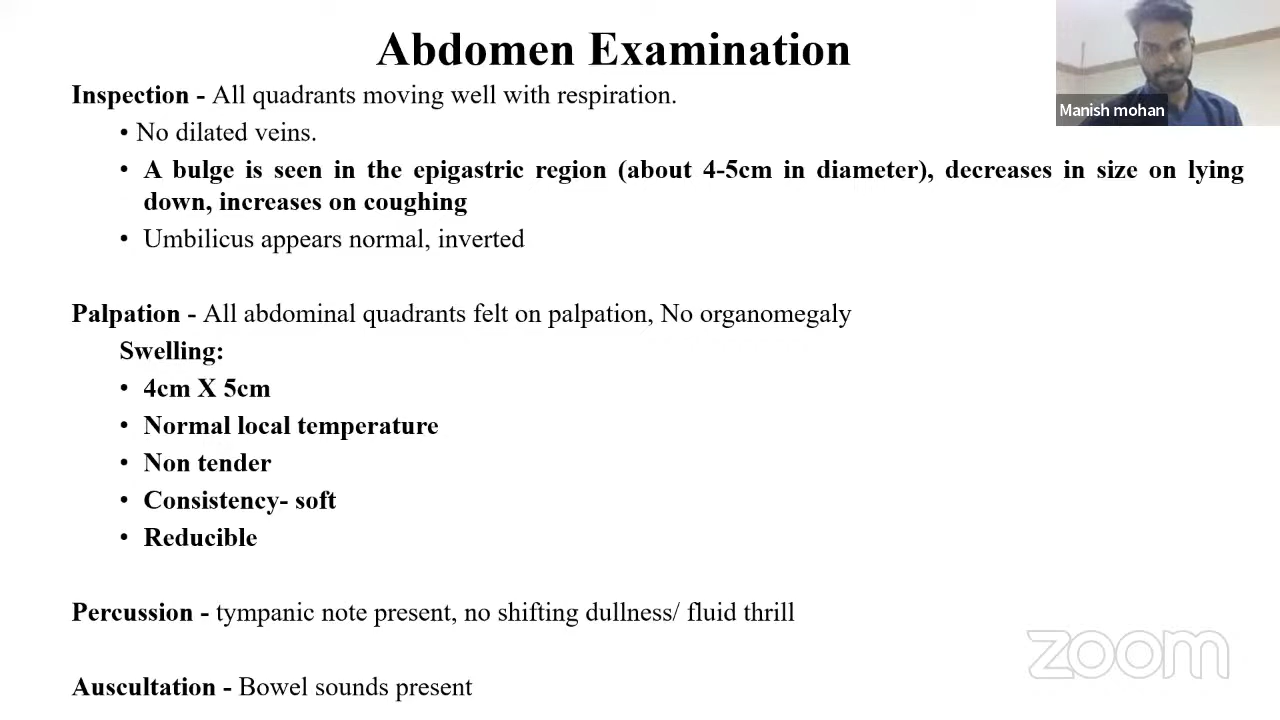 Abdomen Examination
Manish mohan
Inspection - All quadrants moving well with respiration.
• No dilated veins.
• A bulge is seen in the epigastric region (about 4-5cm in diameter), decreases in size on lying
down, increases on coughing
• Umbilicus appears normal, inverted
Palpation - All abdominal quadrants felt on palpation, No organomegaly
Swelling:
• 4cm X 5cm
• Normal local temperature
• Non tender
• Consistency- soft
• Reducible
Percussion - tympanic note present, no shifting dullness/ fluid thrill
zoom
Auscultation - Bowel sounds present